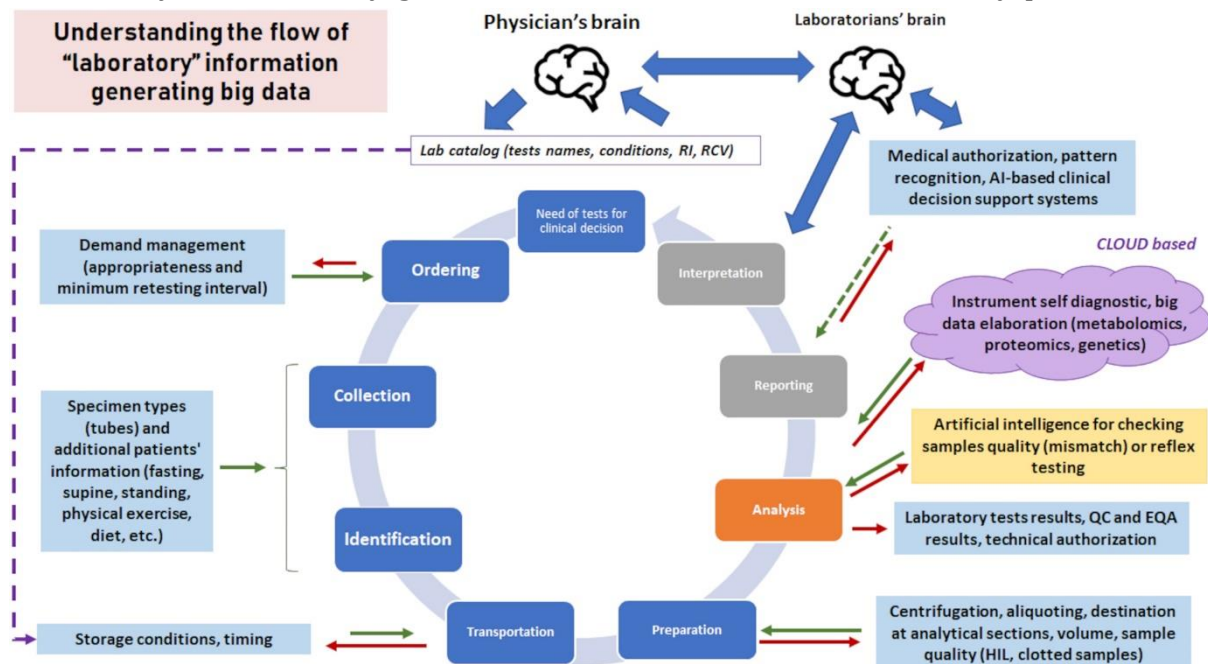 Understanding the flow of
“laboratory” information
generating big data
Physician's brain
Laboratorians' brain
Lab catalog (tests names, conditions, RI, RCV)
Medical authorization, pattern
recognition, AI-based clinical
decision support systems
Need of tests for
clinical decision
Demand management
(appropriateness and
minimum retesting interval)
Ordering
Interpretation
CLOUD based
Instrument self diagnostic, big
data elaboration (metabolomics,
proteomics, genetics)
Reporting
Collection
Specimen types
(tubes) and
additional patients'
information (fasting,
supine, standing,
physical exercise,
diet, etc.)
Artificial intelligence for checking
samples quality (mismatch) or reflex
testing
Analysis
Laboratory tests results, QC and EQA
results, technical authorization
Identification
Storage conditions, timing
Transportation
Preparation
Centrifugation, aliquoting, destination
at analytical sections, volume, sample
quality (HIL, clotted samples)